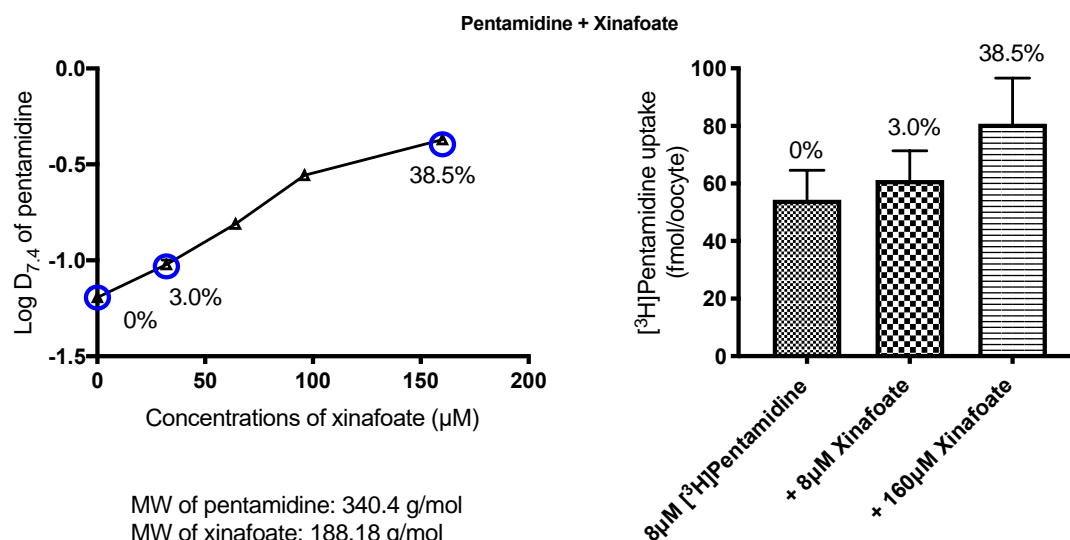 Pentamidine + Xinafoate
0.0
-0.5
-1.0
-1.5
Log D7.4 of pentamidine
38.5%
3.0%
0%
0
50
100
150
200
Concentrations of xinafoate (µM)
MW of pentamidine: 340.4 g/mol
MW of xinafoate: 188.18 g/mol
100
80
60
40
20
0
[³H]Pentamidine uptake
(fmol/oocyte)
0%
3.0%
38.5%
8µM [³H]Pentamidine
+ 8µM Xinafoate
+ 160µM Xinafoate